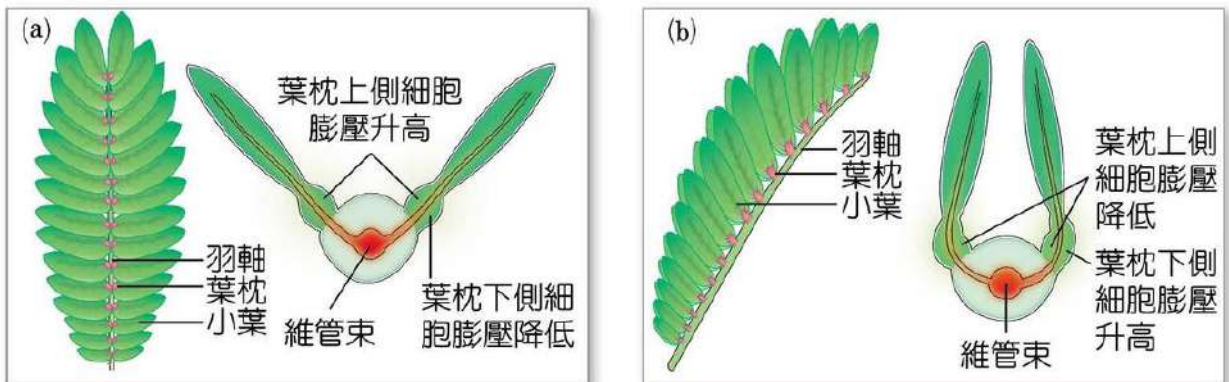 (a)
葉枕上側細胞
膨壓升高
羽軸
葉枕
小葉
維管束
葉枕下側細
胞膨壓降低
(b)
羽軸
葉枕
小葉
葉枕上側
細胞膨壓
降低
葉枕下側
細胞膨壓
升高
維管束